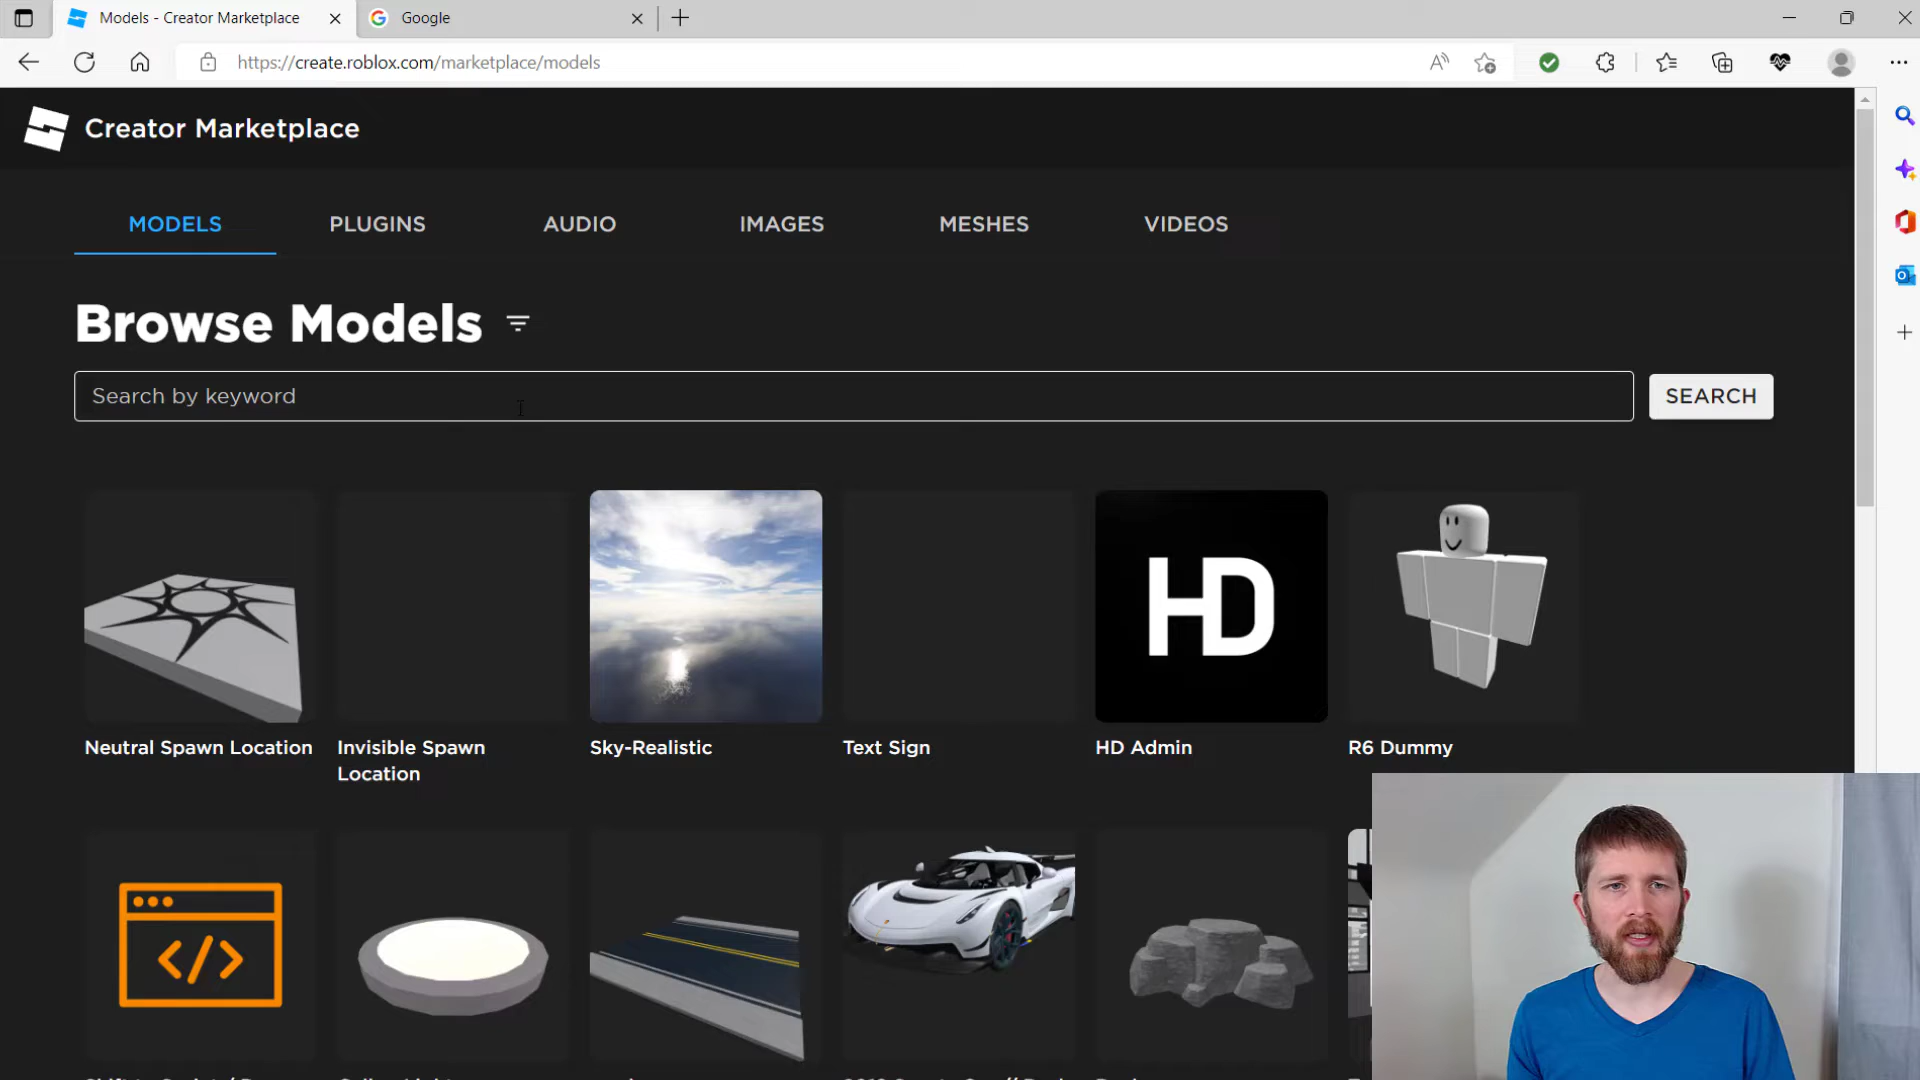 Models - Creator Marketplace
Google
https://create.roblox.com/marketplace/models
Creator Marketplace
MODELS
PLUGINS
AUDIO
IMAGES
MESHES
VIDEOS
Browse Models
Search by keyword
SEARCH
HD
Neutral Spawn Location
Invisible Spawn
Location
Sky-Realistic
Text Sign
HD Admin
R6 Dummy